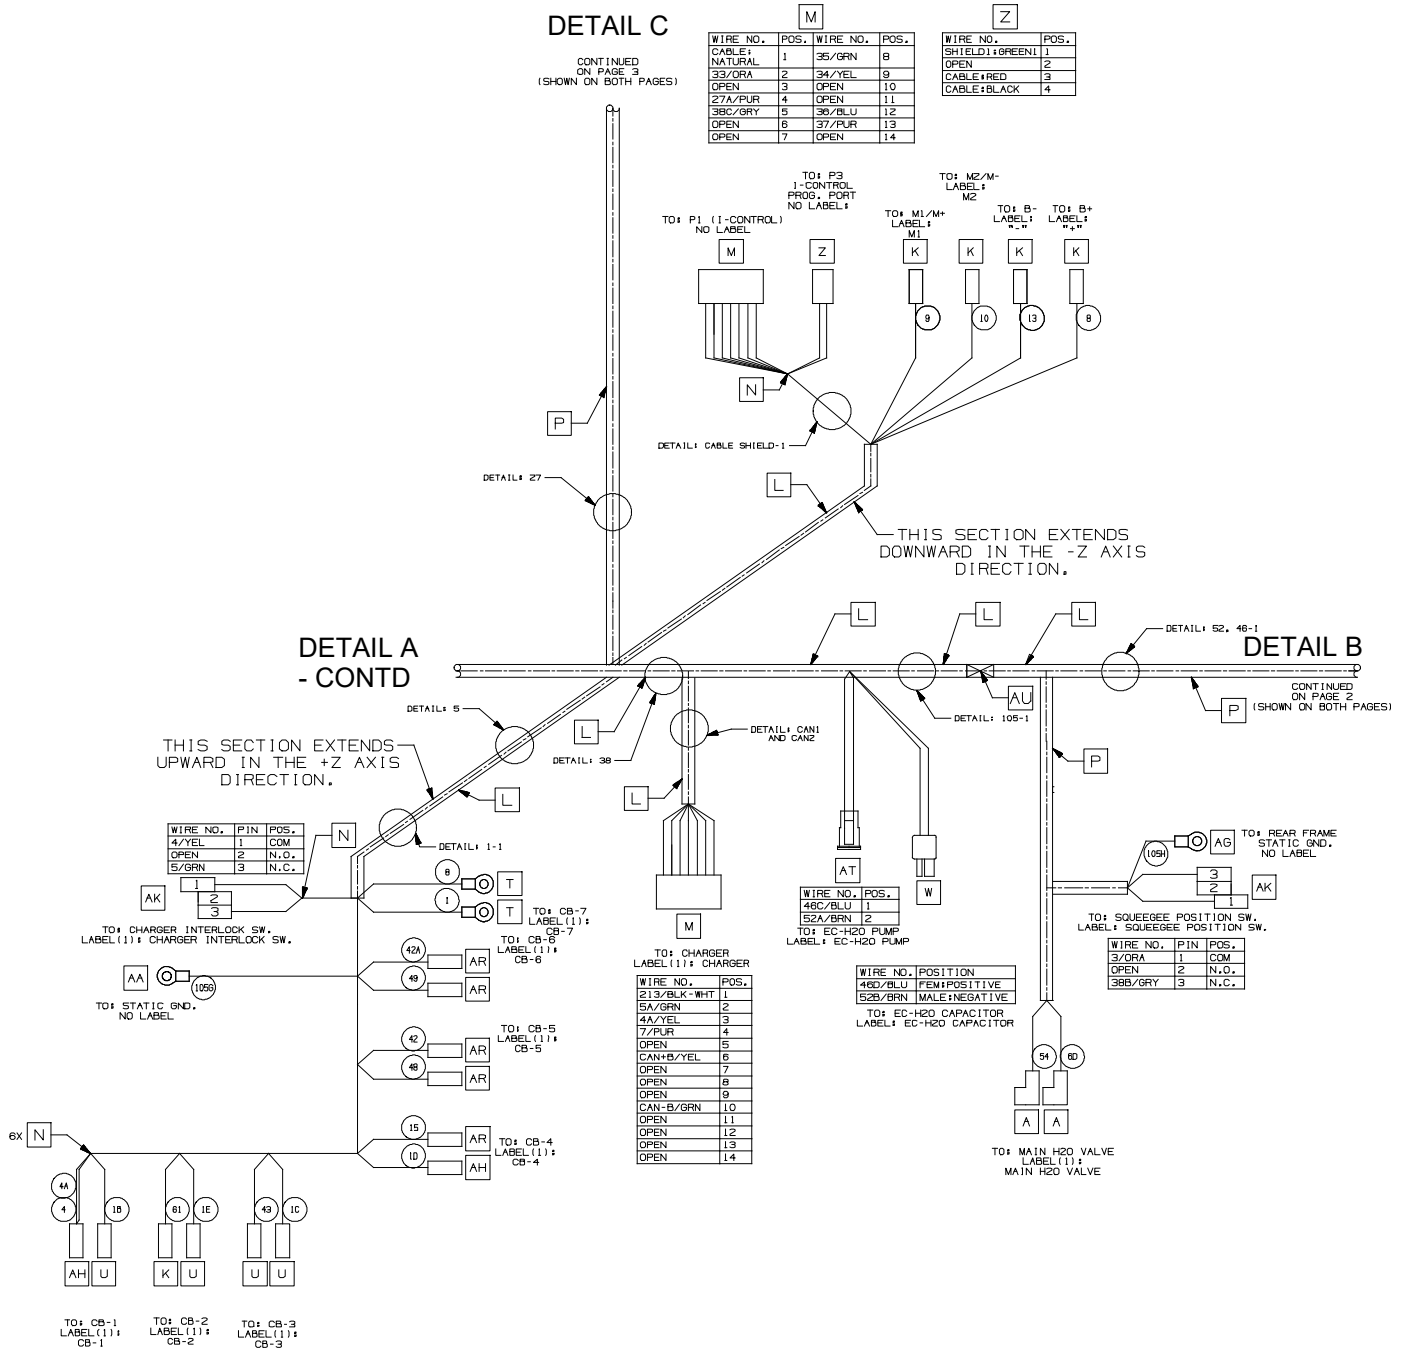 DETAIL C
CONTINUED
ON PAGE 3
(SHOWN ON BOTH PAGES)
M
WIRE NO. POS. WIRE NO. POS.
CABLE:
NATURAL 1 35/GRN 8
33/ORA 2 34/YEL 9
OPEN 3 OPEN 10
27A/PUR 4 OPEN 11
38C/GRY 5 36/BLU 12
OPEN 6 37/PUR 13
OPEN 7 OPEN 14
Z
WIRE NO. POS.
SHIELD1:GREEN1 1
OPEN 2
CABLE:RED 3
CABLE:BLACK 4
TO: P1 (I-CONTROL)
NO LABEL
M
TO: P3
I-CONTROL
PROG. PORT
NO LABEL:
Z
TO: M1/M+
LABEL:
M1
K
TO: M2/M-
LABEL:
M2
K
TO: B-
LABEL:
"-"
K
TO: B+
LABEL:
"+"
K
9
10
13
8
N
P
DETAIL: CABLE SHIELD-1
DETAIL: 27
L
THIS SECTION EXTENDS
DOWNWARD IN THE -Z AXIS
DIRECTION.
DETAIL A
- CONTD
L
L
L
DETAIL: 52, 46-1
DETAIL B
CONTINUED
ON PAGE 2
(SHOWN ON BOTH PAGES)
P
AU
DETAIL: 105-1
DETAIL: 5
L
DETAIL: 38
DETAIL: CAN1
AND CAN2
THIS SECTION EXTENDS
UPWARD IN THE +Z AXIS
DIRECTION.
L
L
P
DETAIL: 1-1
WIRE NO. PIN POS.
4/YEL 1 COM
OPEN 2 N.O.
5/GRN 3 N.C.
N
AK
1
2
3
TO: CHARGER INTERLOCK SW.
LABEL(1): CHARGER INTERLOCK SW.
8
T
1
T
TO: CB-7
LABEL(1):
CB-7
AA
105G
TO: STATIC GND.
NO LABEL
42A
AR
49
AR
TO: CB-6
LABEL(1):
CB-6
42
AR
48
AR
TO: CB-5
LABEL(1):
CB-5
15
AR
1D
AH
TO: CB-4
LABEL(1):
CB-4
6X N
4A
4
1B
61
1E
43
1C
AH U
K U
U U
TO: CB-1
LABEL(1):
CB-1
TO: CB-2
LABEL(1):
CB-2
TO: CB-3
LABEL(1):
CB-3
M
TO: CHARGER
LABEL(1): CHARGER
WIRE NO. POS.
213/BLK-WHT 1
5A/GRN 2
4A/YEL 3
7/PUR 4
OPEN 5
CAN+B/YEL 6
OPEN 7
OPEN 8
OPEN 9
CAN-B/GRN 10
OPEN 11
OPEN 12
OPEN 13
OPEN 14
AT
WIRE NO. POS.
46C/BLU 1
52A/BRN 2
TO: EC-H2O PUMP
LABEL: EC-H2O PUMP
W
WIRE NO. POSITION
46D/BLU FEM:POSITIVE
52B/BRN MALE:NEGATIVE
TO: EC-H2O CAPACITOR
LABEL: EC-H2O CAPACITOR
105H
AG
TO: REAR FRAME
STATIC GND.
NO LABEL
3
2
1
AK
TO: SQUEEGEE POSITION SW.
LABEL: SQUEEGEE POSITION SW.
WIRE NO. PIN POS.
3/ORA 1 COM
OPEN 2 N.O.
38B/GRY 3 N.C.
54
6D
A A
TO: MAIN H2O VALVE
LABEL(1):
MAIN H2O VALVE